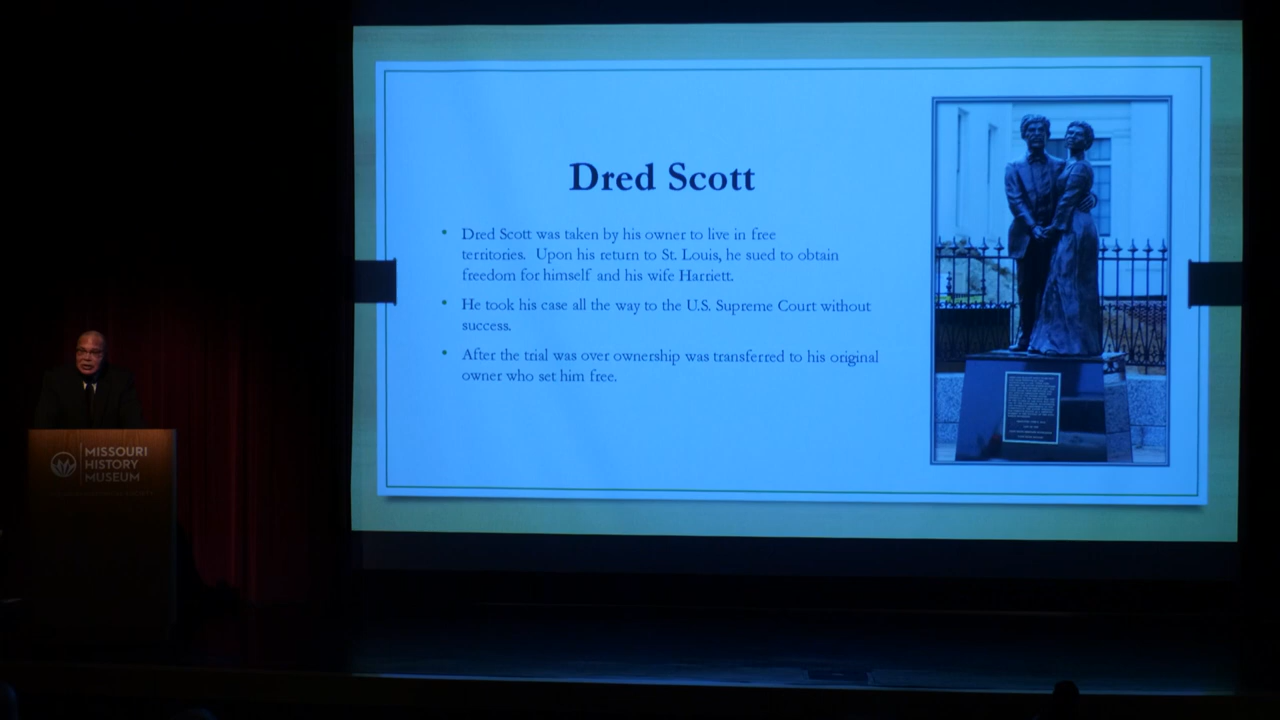 Dred Scott
• Dred Scott was taken by his owner to live in free
territories. Upon his return to St. Louis, he sued to obtain
freedom for himself and his wife Harriett.
• He took his case all the way to the U.S. Supreme Court without
success.
• After the trial was over ownership was transferred to his original
owner who set him free.
MISSOURI
HISTORY
MUSEUM